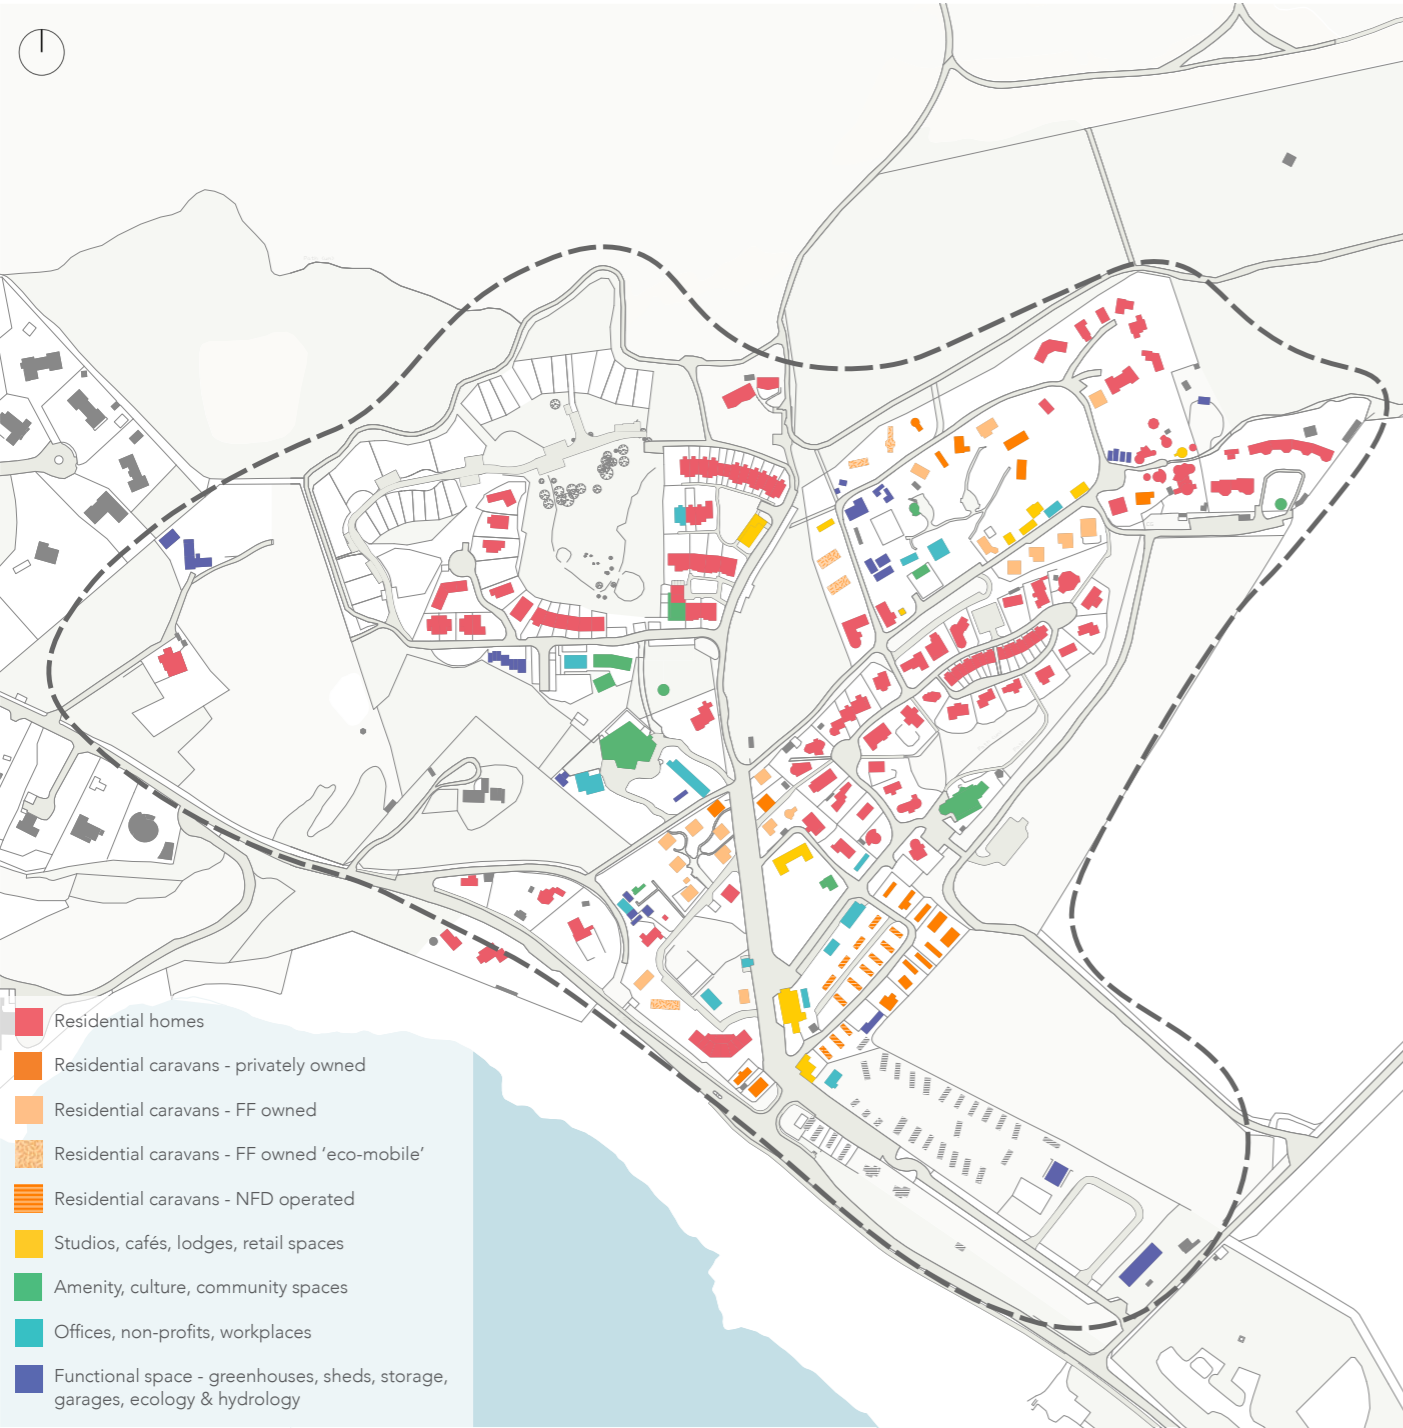 Residential homes
Residential caravans - privately owned
Residential caravans - FF owned
Residential caravans - FF owned ‘eco-mobile’
Residential caravans - NFD operated
Studios, cafés, lodges, retail spaces
Amenity, culture, community spaces
Offices, non-profits, workplaces
Functional space - greenhouses, sheds, storage,
garages, ecology & hydrology